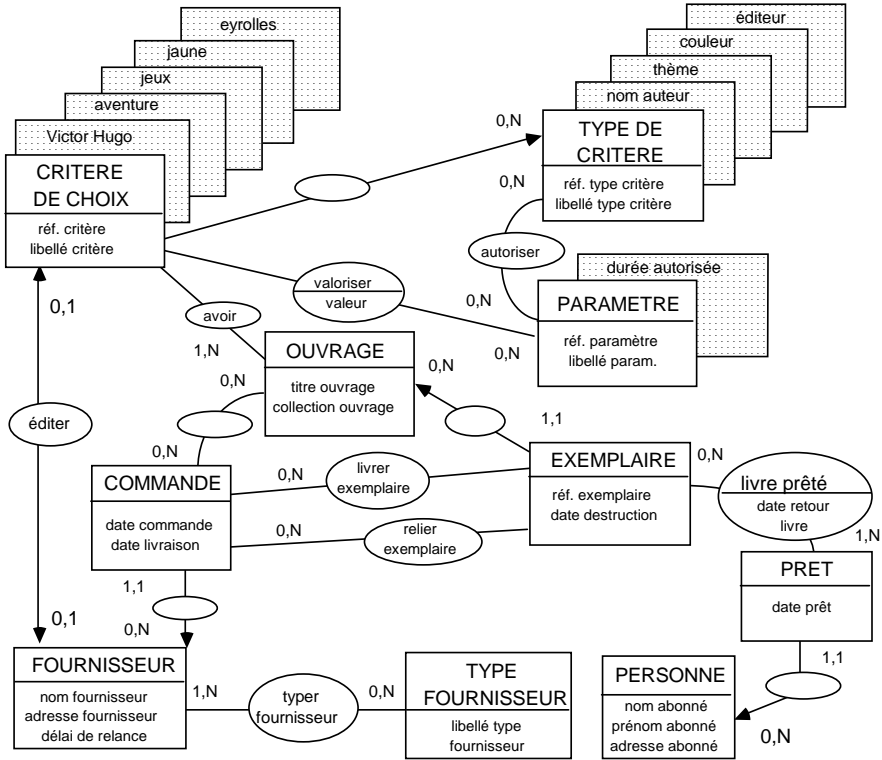 eyrolles
jaune
jeux
aventure
Victor Hugo
CRITERE
DE CHOIX
réf. critère
libellé critère
éditeur
couleur
thème
nom auteur
TYPE DE
CRITERE
réf. type critère
libellé type critère
0,N
0,N
autoriser
durée autorisée
PARAMETRE
réf. paramètre
libellé param.
0,N
0,N
valoriser
valeur
avoir
1,N
0,1
éditer
0,1
OUVRAGE
titre ouvrage
collection ouvrage
0,N
0,N
0,N
1,1
COMMANDE
date commande
date livraison
0,N
livrer
exemplaire
0,N
relier
exemplaire
EXEMPLAIRE
réf. exemplaire
date destruction
0,N
livre prêté
date retour
livre
1,N
PRET
date prêt
1,1
0,N
1,1
0,N
FOURNISSEUR
nom fournisseur
adresse fournisseur
délai de relance
1,N
typer
fournisseur
0,N
TYPE
FOURNISSEUR
libellé type
fournisseur
PERSONNE
nom abonné
prénom abonné
adresse abonné